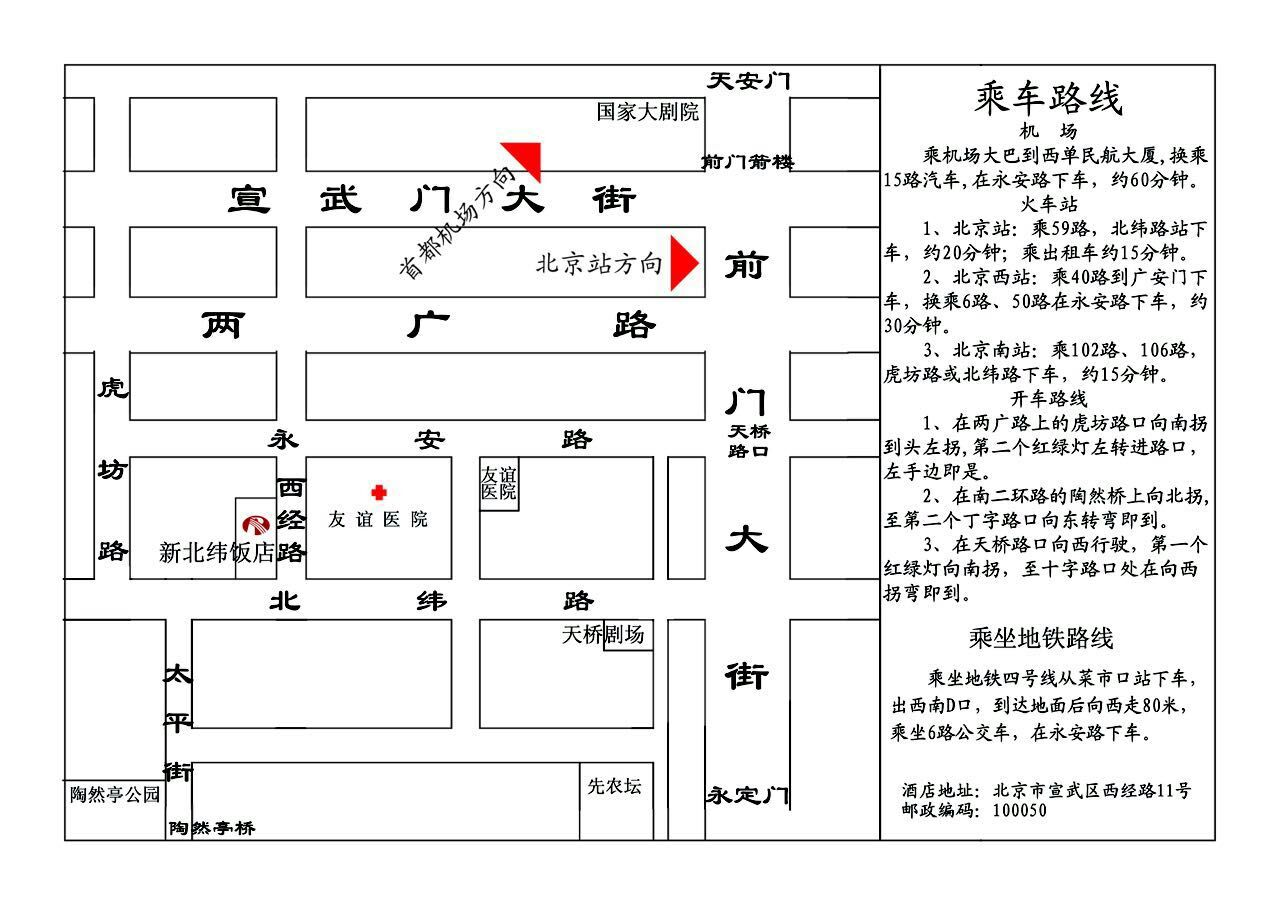 天安门
国家大剧院
前门箭楼
宣武门大街
首都机场方向
北京站方向
两广路
前门大街
虎坊路
天桥
路口
永安路
西经路
友谊医院
友谊
医院
新北纬饭店
北纬路
天桥剧场
太平街
陶然亭公园
先农坛
永定门
陶然亭桥
乘车路线
机 场
乘机场大巴到西单民航大厦,换乘
15路汽车,在永安路下车，约60分钟。
火车站
1、北京站：乘59路，北纬路站下
车，约20分钟；乘出租车约15分钟。
2、北京西站：乘40路到广安门下
车，换乘6路、50路在永安路下车，约
30分钟。
3、北京南站：乘102路、106路，
虎坊路或北纬路下车，约15分钟。
开车路线
1、在两广路上的虎坊路口向南拐
到头左拐,第二个红绿灯左转进路口，
左手边即是。
2、在南二环路的陶然桥上向北拐,
至第二个丁字路口向东转弯即到。
3、在天桥路口向西行驶，第一个
红绿灯向南拐，至十字路口处在向西
拐弯即到。
乘坐地铁路线
乘坐地铁四号线从菜市口站下车，
出西南D口，到达地面后向西走80米，
乘坐6路公交车，在永安路下车。
酒店地址：北京市宣武区西经路11号
邮政编码：100050